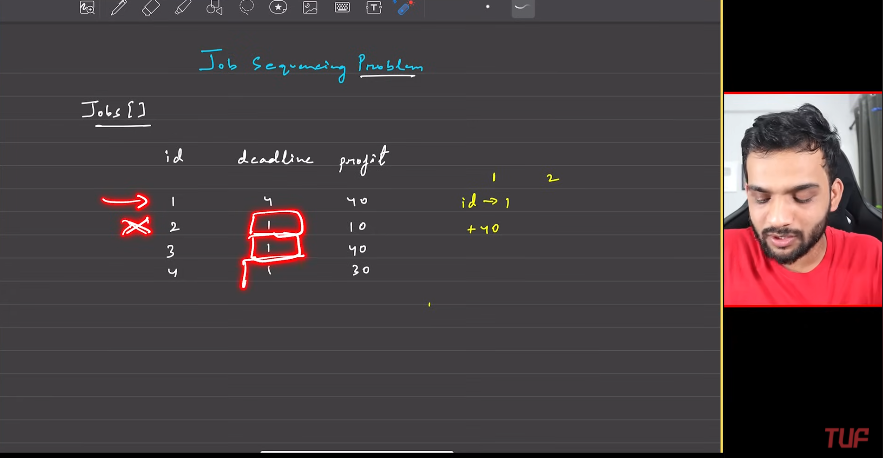 Job Sequencing Problem
Jobs[]
id deadline profit
1 2
1 4 40
id → 1
2 1 10
+40
3 1 40
4 1 30
TUF